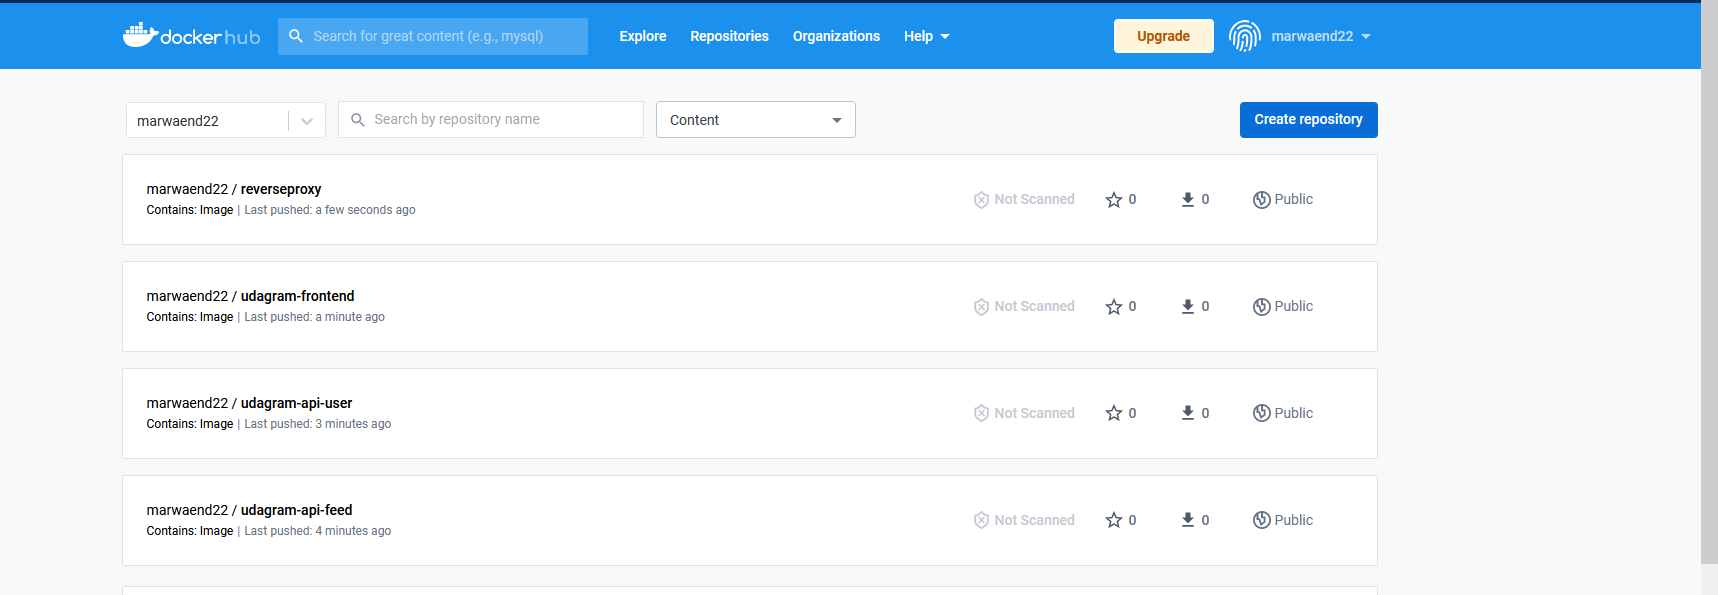 docker hub Search for great content (e.g., mysql) Explore Repositories Organizations Help Upgrade marwaend22
marwaend22 Search by repository name Content Create repository
marwaend22 / reverseproxy
Contains: Image | Last pushed: a few seconds ago
Not Scanned 0 0 Public
marwaend22 / udagram-frontend
Contains: Image | Last pushed: a minute ago
Not Scanned 0 0 Public
marwaend22 / udagram-api-user
Contains: Image | Last pushed: 3 minutes ago
Not Scanned 0 0 Public
marwaend22 / udagram-api-feed
Contains: Image | Last pushed: 4 minutes ago
Not Scanned 0 0 Public